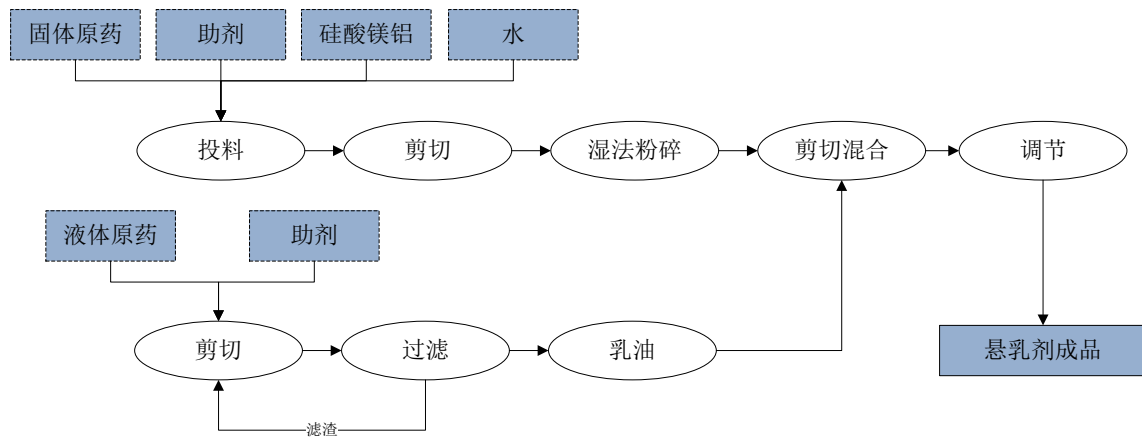 固体原药
助剂
硅酸镁铝
水
投料
剪切
湿法粉碎
剪切混合
调节
液体原药
助剂
剪切
过滤
乳油
悬乳剂成品
滤渣